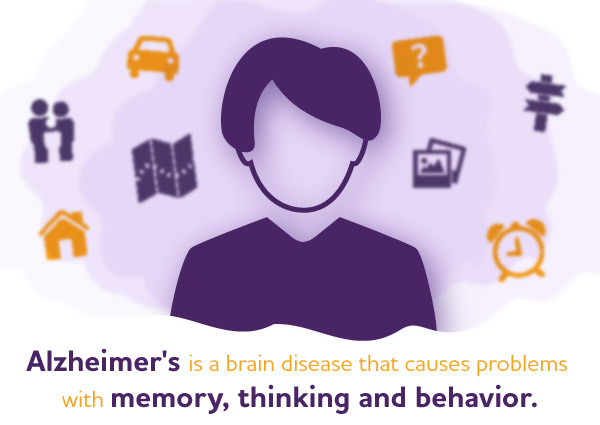 ?
Alzheimer's is a brain disease that causes problems
with memory, thinking and behavior.